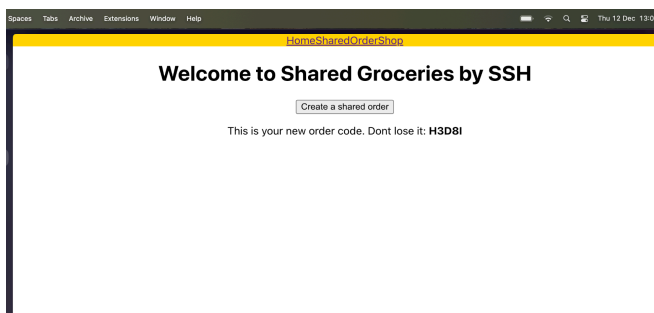 Spaces Tabs Archive Extensions Window Help Thu 12 Dec 13:0
HomeSharedOrderShop
Welcome to Shared Groceries by SSH
Create a shared order
This is your new order code. Dont lose it: H3D8I